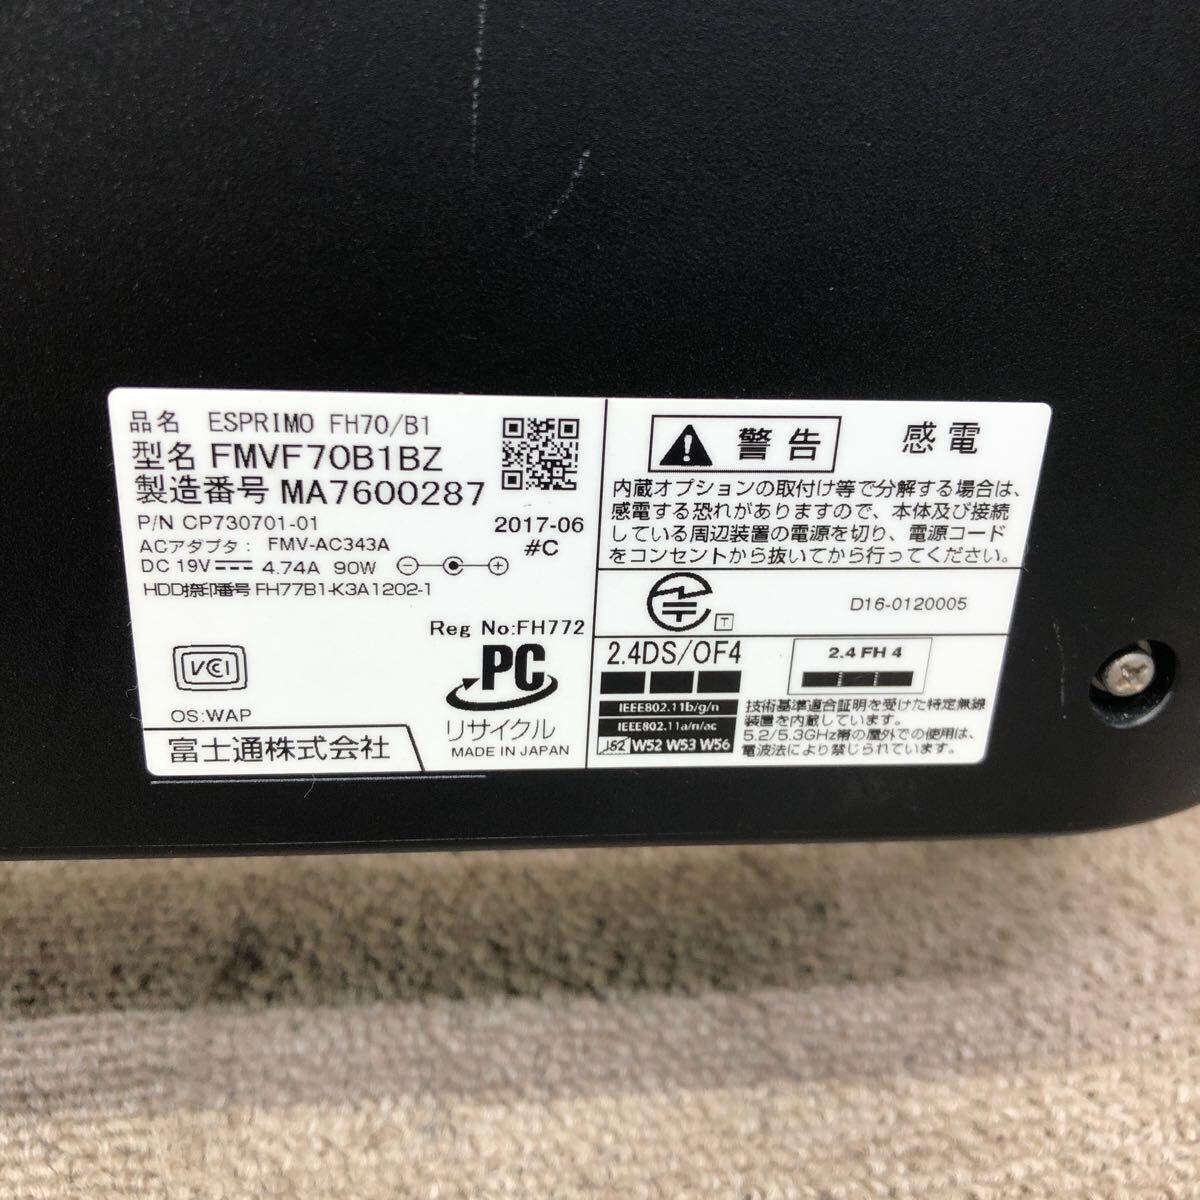 品名 ESPRIMO FH70/B1
型名 FMVF70B1BZ
製造番号 MA7600287
P/N CP730701-01
2017-06
ACアダプタ: FMV-AC343A
#C
DC 19V 4.74A 90W
HDD捺印番号 FH77B1-K3A1202-1
Reg No:FH772
VCCI
PC
リサイクル
OS:WAP
富士通株式会社
MADE IN JAPAN
警告 感電
内蔵オプションの取付け等で分解する場合は、
感電する恐れがありますので、本体及び接続
している周辺装置の電源を切り、電源コード
をコンセントから抜いてから行ってください。
T
D16-0120005
2.4DS/OF4
2.4 FH 4
IEEE802.11b/g/n
IEEE802.11a/n/ac
J52 W52 W53 W56
技術基準適合証明を受けた特定無線
装置を内蔵しています。
5.2/5.3GHz帯の屋外での使用は、
電波法により禁じられています。